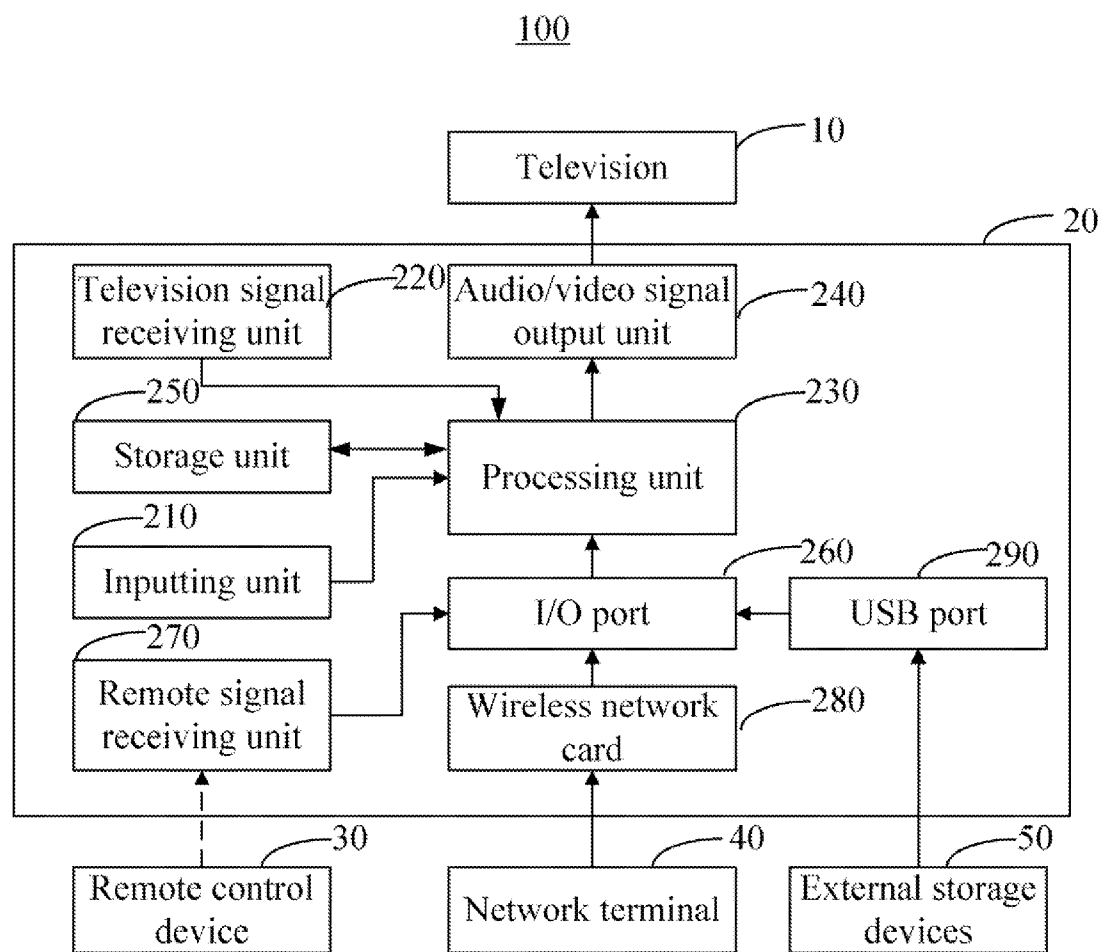 100
10
Television
20
Television signal
receiving unit
220
Audio/video signal
output unit
240
250
Storage unit
230
Processing unit
210
Inputting unit
260
I/O port
290
USB port
270
Remote signal
receiving unit
Wireless network
card
280
30
Remote control
device
40
Network terminal
50
External storage
devices